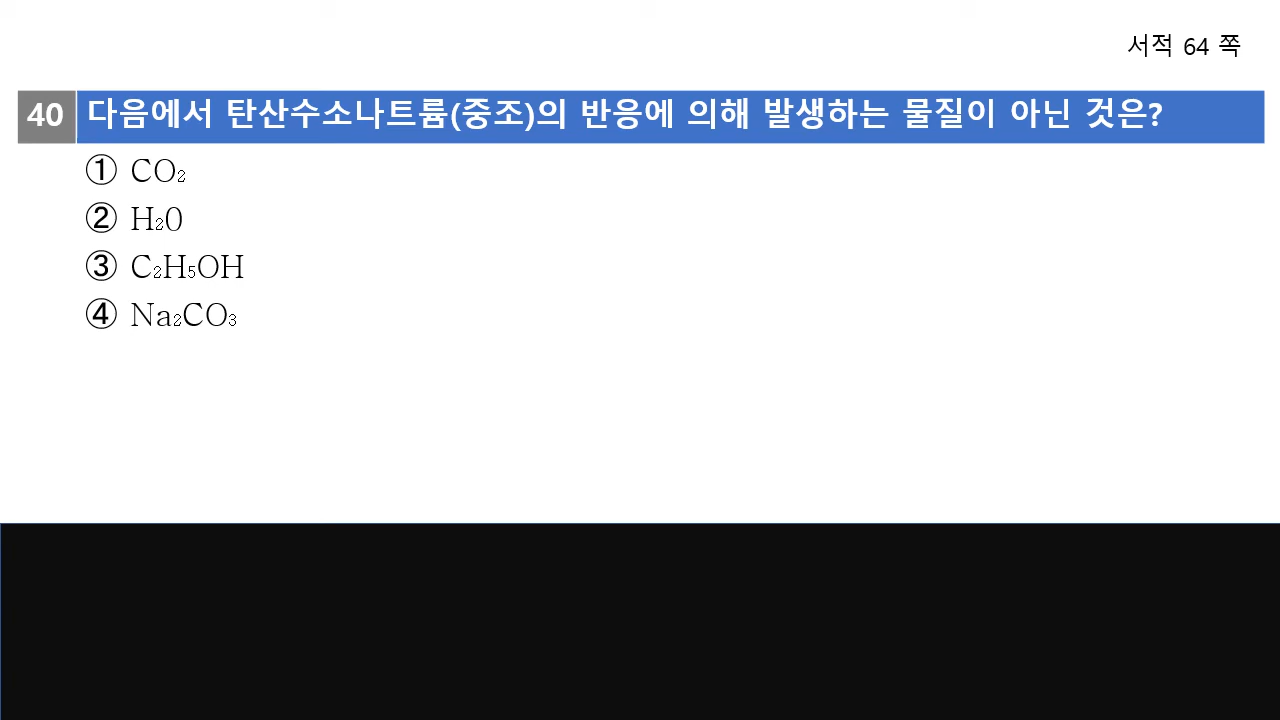 서적 64 쪽
40 다음에서 탄산수소나트륨(중조)의 반응에 의해 발생하는 물질이 아닌 것은?
① CO₂
② H₂0
③ C₂H₅OH
④ Na₂CO₃